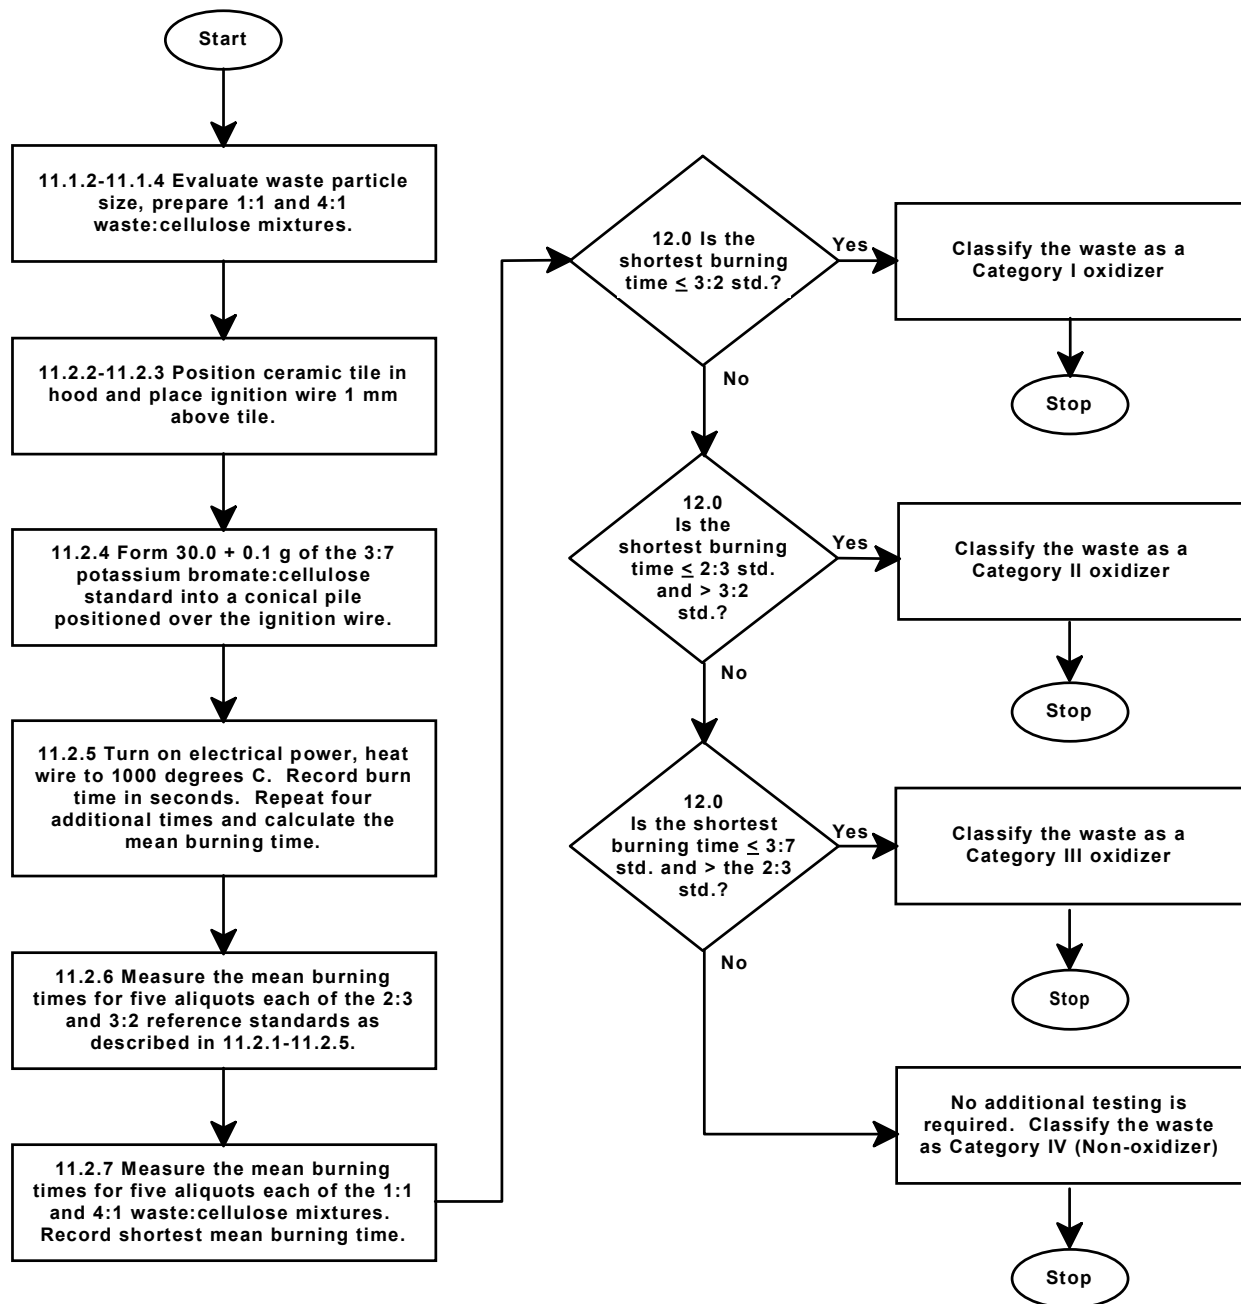 Start
11.1.2-11.1.4 Evaluate waste particle
size, prepare 1:1 and 4:1
waste:cellulose mixtures.
11.2.2-11.2.3 Position ceramic tile in
hood and place ignition wire 1 mm
above tile.
11.2.4 Form 30.0 + 0.1 g of the 3:7
potassium bromate:cellulose
standard into a conical pile
positioned over the ignition wire.
11.2.5 Turn on electrical power, heat
wire to 1000 degrees C. Record burn
time in seconds. Repeat four
additional times and calculate the
mean burning time.
11.2.6 Measure the mean burning
times for five aliquots each of the 2:3
and 3:2 reference standards as
described in 11.2.1-11.2.5.
11.2.7 Measure the mean burning
times for five aliquots each of the 1:1
and 4:1 waste:cellulose mixtures.
Record shortest mean burning time.
12.0 Is the
shortest burning
time ≤ 3:2 std.?
Yes
Classify the waste as a
Category I oxidizer
Stop
No
12.0
Is the
shortest burning
time ≤ 2:3 std.
and > 3:2
std.?
Yes
Classify the waste as a
Category II oxidizer
Stop
No
12.0
Is the shortest
burning time ≤ 3:7
std. and > the 2:3
std.?
Yes
Classify the waste as a
Category III oxidizer
Stop
No
No additional testing is
required. Classify the waste
as Category IV (Non-oxidizer)
Stop